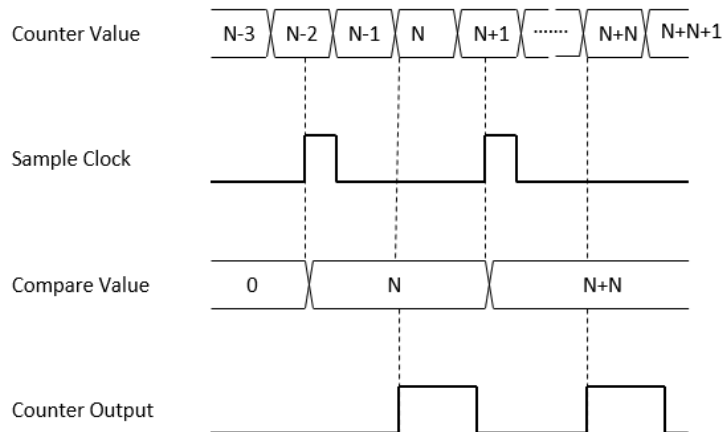 Counter Value N-3 N-2 N-1 N N+1 ....... N+N N+N+1
Sample Clock
Compare Value 0 N N+N
Counter Output